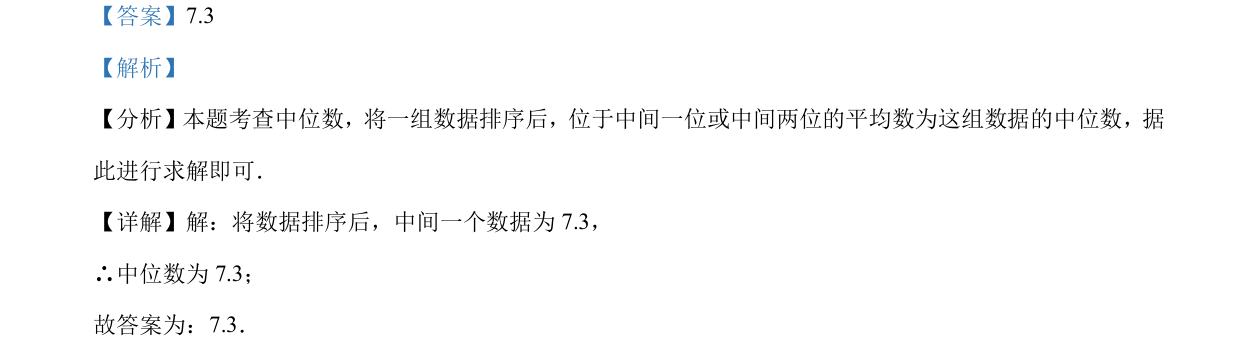 【答案】7.3
【解析】
【分析】本题考查中位数，将一组数据排序后，位于中间一位或中间两位的平均数为这组数据的中位数，据
此进行求解即可．
【详解】解：将数据排序后，中间一个数据为 7.3，
∴中位数为 7.3；
故答案为：7.3．